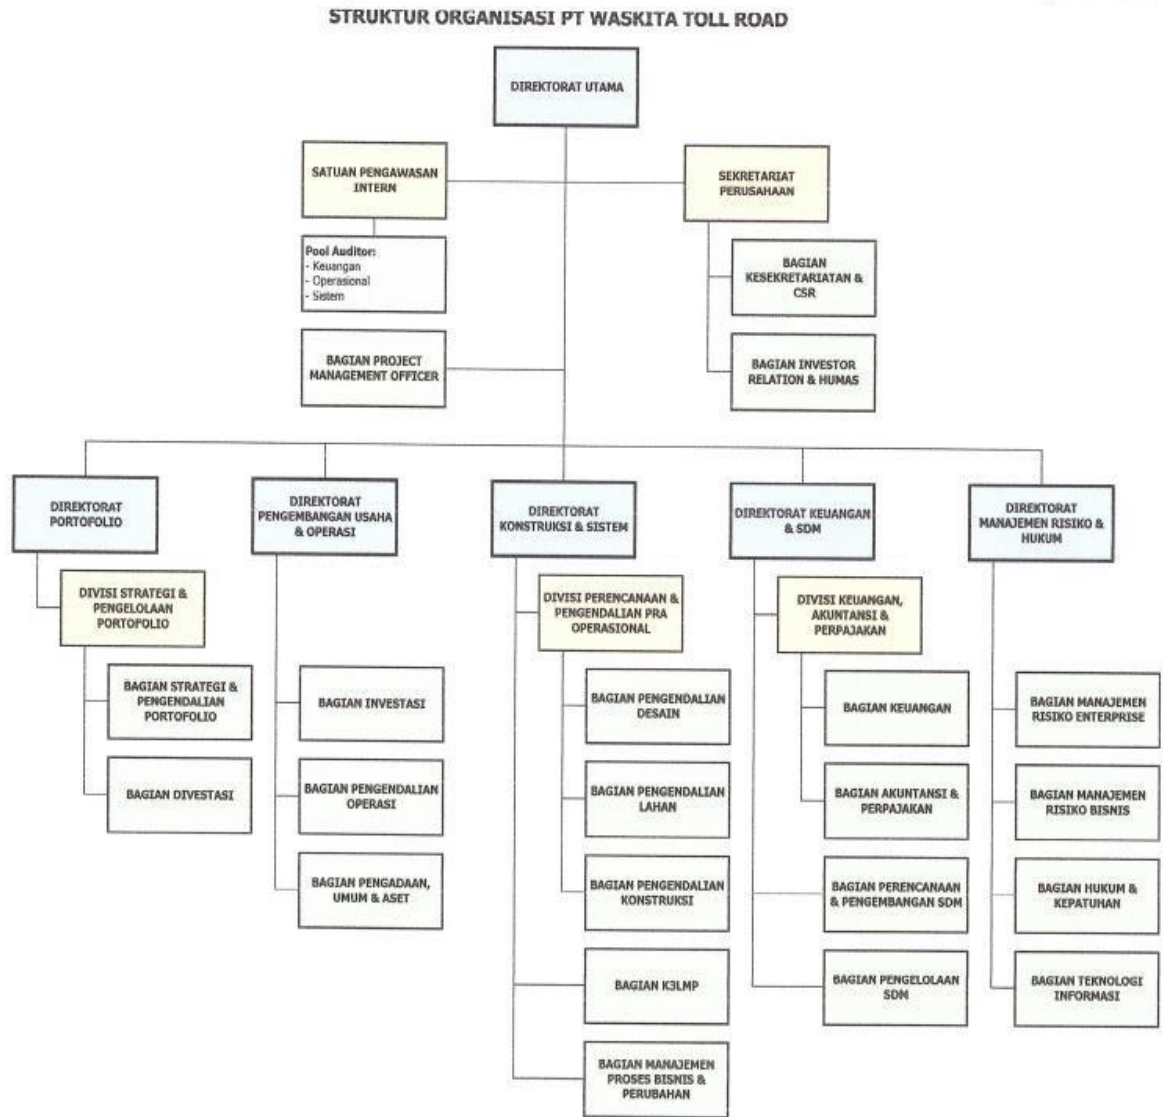 STRUKTUR ORGANISASI PT WASKITA TOLL ROAD
DIREKTORAT UTAMA
SATUAN PENGAWASAN
INTERN
SEKRETARIAT
PERUSAHAAN
Pool Auditor:
- Keuangan
- Operasional
- Sistem
BAGIAN
KESEKRETARIATAN &
CSR
BAGIAN PROJECT
MANAGEMENT OFFICER
BAGIAN INVESTOR
RELATION & HUMAS
DIREKTORAT
PORTOFOLIO
DIVISI STRATEGI &
PENGELOLAAN
PORTOFOLIO
BAGIAN STRATEGI &
PENGENDALIAN
PORTOFOLIO
BAGIAN DIVESTASI
DIREKTORAT
PENGEMBANGAN USAHA
& OPERASI
BAGIAN INVESTASI
BAGIAN PENGENDALIAN
OPERASI
BAGIAN PENGADAAN,
UMUM & ASET
DIREKTORAT
KONSTRUKSI & SISTEM
DIVISI PERENCANAAN &
PENGENDALIAN PRA
OPERASIONAL
BAGIAN PENGENDALIAN
DESAIN
BAGIAN PENGENDALIAN
LAHAN
BAGIAN PENGENDALIAN
KONSTRUKSI
BAGIAN K3LMP
BAGIAN MANAJEMEN
PROSES BISNIS &
PERUBAHAN
DIREKTORAT KEUANGAN
& SDM
DIVISI KEUANGAN,
AKUNTANSI &
PERPAJAKAN
BAGIAN KEUANGAN
BAGIAN AKUNTANSI &
PERPAJAKAN
BAGIAN PERENCANAAN
& PENGEMBANGAN SDM
BAGIAN PENGELOLAAN
SDM
DIREKTORAT
MANAJEMEN RISIKO &
HUKUM
BAGIAN MANAJEMEN
RISIKO ENTERPRISE
BAGIAN MANAJEMEN
RISIKO BISNIS
BAGIAN HUKUM &
KEPATUHAN
BAGIAN TEKNOLOGI
INFORMASI